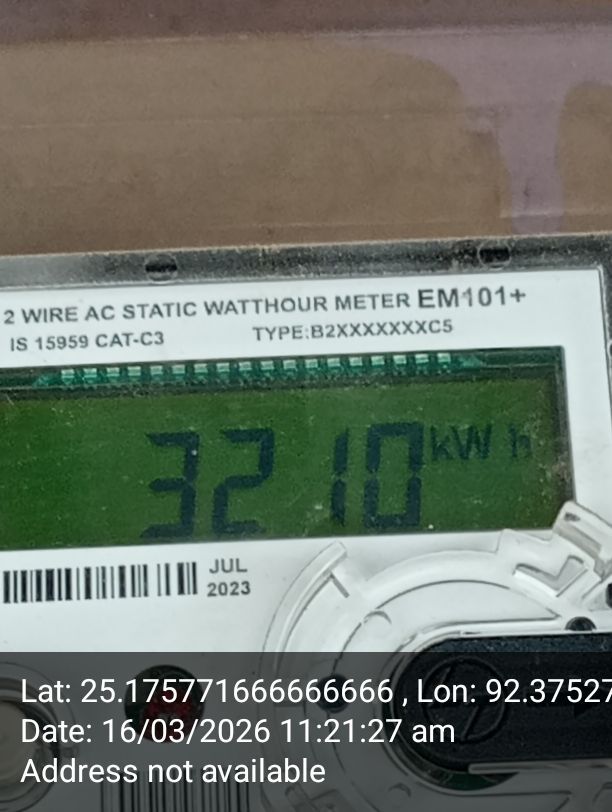 2 WIRE AC STATIC WATTHOUR METER EM101+
IS 15959 CAT-C3 TYPE:B2XXXXXXXC5
3210 kWh
JUL
2023
Lat: 25.175771666666666 , Lon: 92.37527
Date: 16/03/2026 11:21:27 am
Address not available